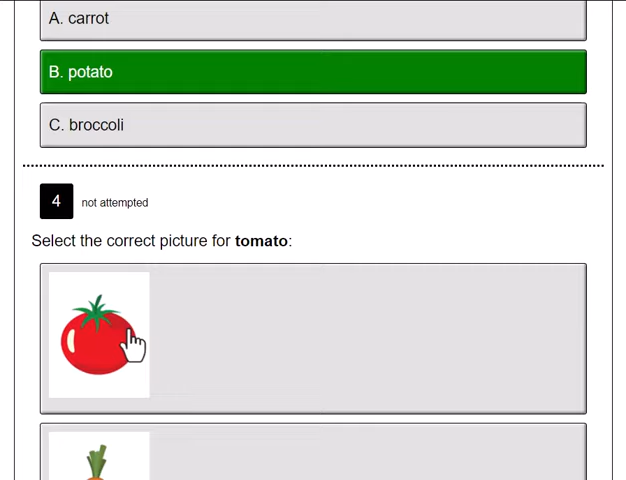 A. carrot
B. potato
C. broccoli
4 not attempted
Select the correct picture for tomato: